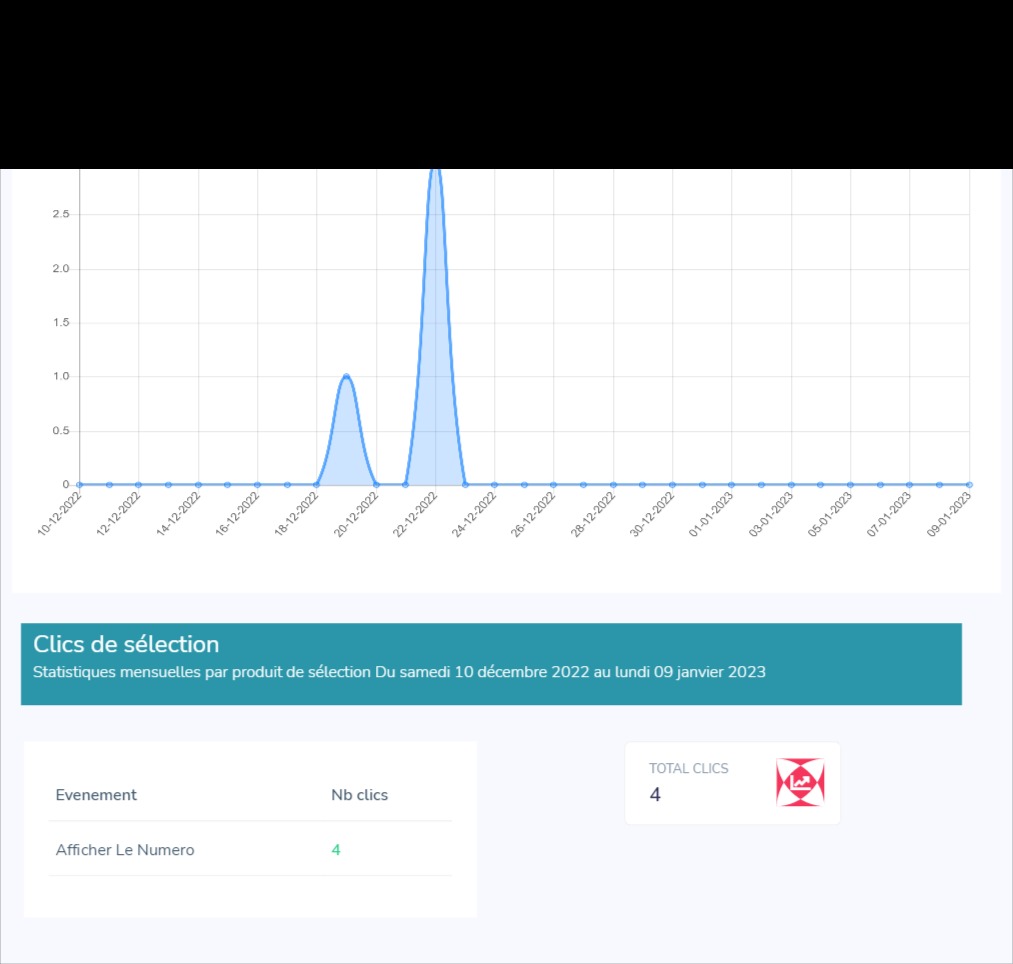 2.5
2.0
1.5
1.0
0.5
0
10-12-2022 12-12-2022 14-12-2022 16-12-2022 18-12-2022 20-12-2022 22-12-2022 24-12-2022 26-12-2022 28-12-2022 30-12-2022 01-01-2023 03-01-2023 05-01-2023 07-01-2023 09-01-2023
Clics de sélection
Statistiques mensuelles par produit de sélection Du samedi 10 décembre 2022 au lundi 09 janvier 2023
Evenement Nb clics
Afficher Le Numero 4
TOTAL CLICS
4